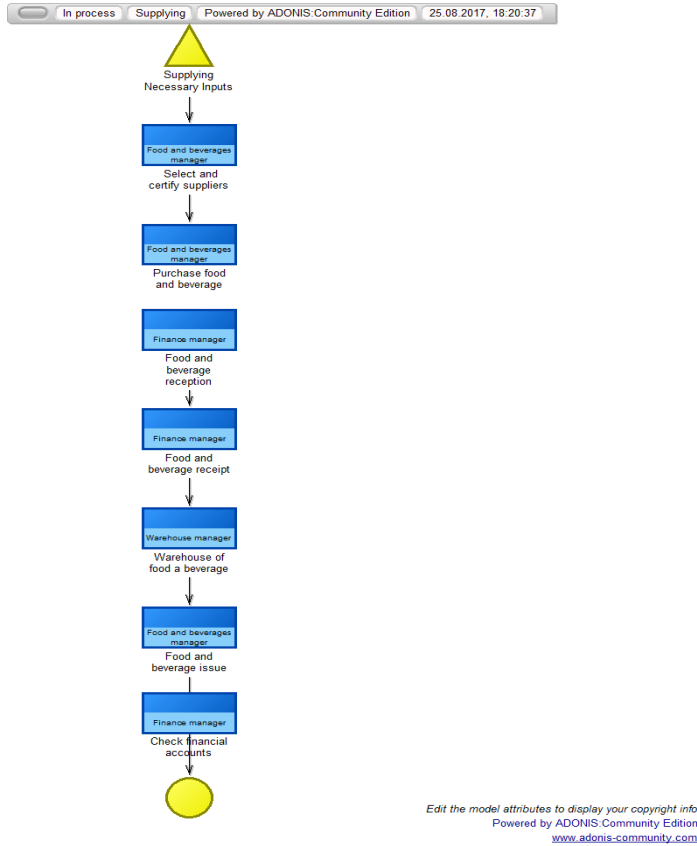 In process Supplying Powered by ADONIS:Community Edition 25.08.2017, 18:20:37
Supplying
Necessary Inputs
Food and beverages
manager
Select and
certify suppliers
Food and beverages
manager
Purchase food
and beverage
Finance manager
Food and
beverage
reception
Finance manager
Food and
beverage receipt
Warehouse manager
Warehouse of
food a beverage
Food and beverages
manager
Food and
beverage issue
Finance manager
Check financial
accounts
Edit the model attributes to display your copyright info
Powered by ADONIS:Community Edition
www.adonis-community.com